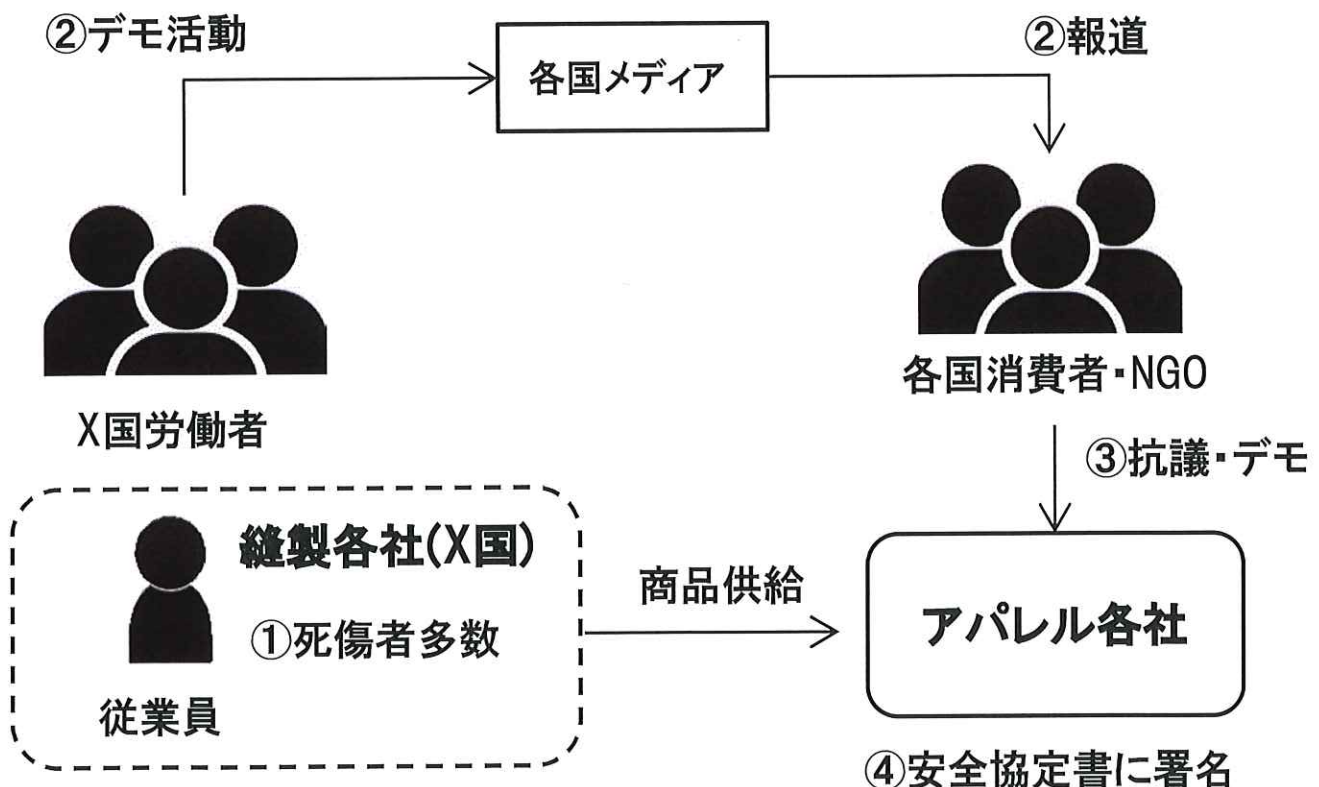 ②デモ活動
各国メディア
②報道
X国労働者
各国消費者・NGO
③抗議・デモ
縫製各社(X国)
①死傷者多数
従業員
商品供給
アパレル各社
④安全協定書に署名